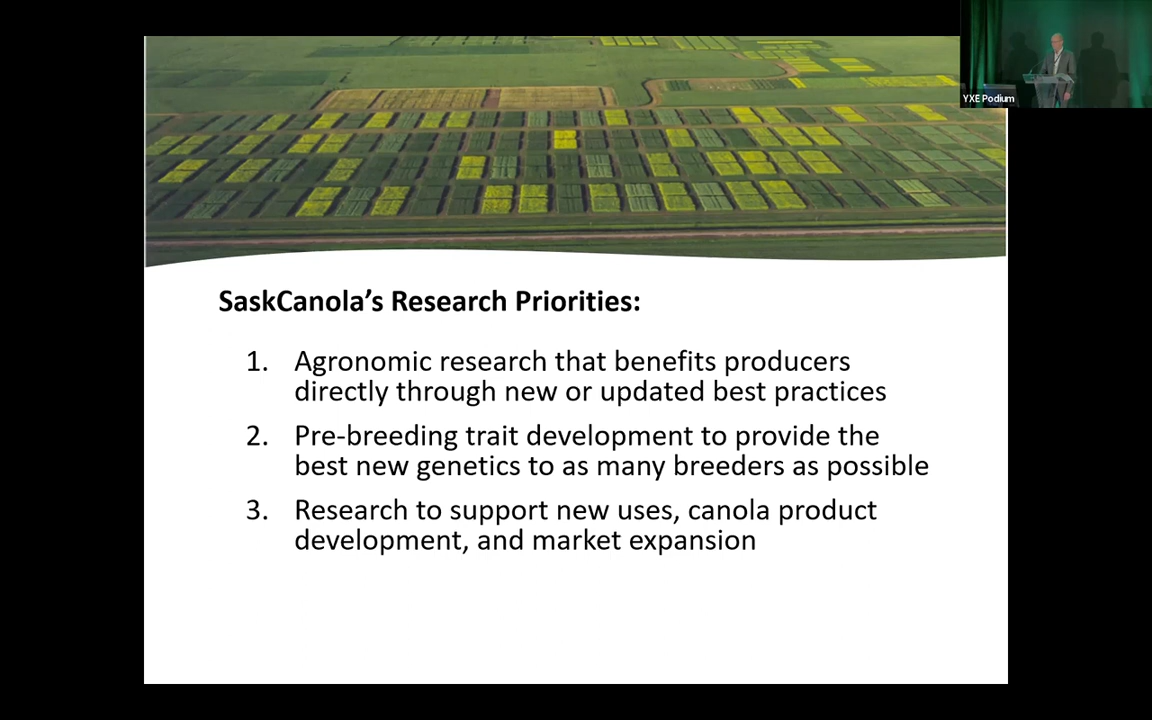 YXE Podium
SaskCanola’s Research Priorities:
1. Agronomic research that benefits producers
directly through new or updated best practices
2. Pre-breeding trait development to provide the
best new genetics to as many breeders as possible
3. Research to support new uses, canola product
development, and market expansion